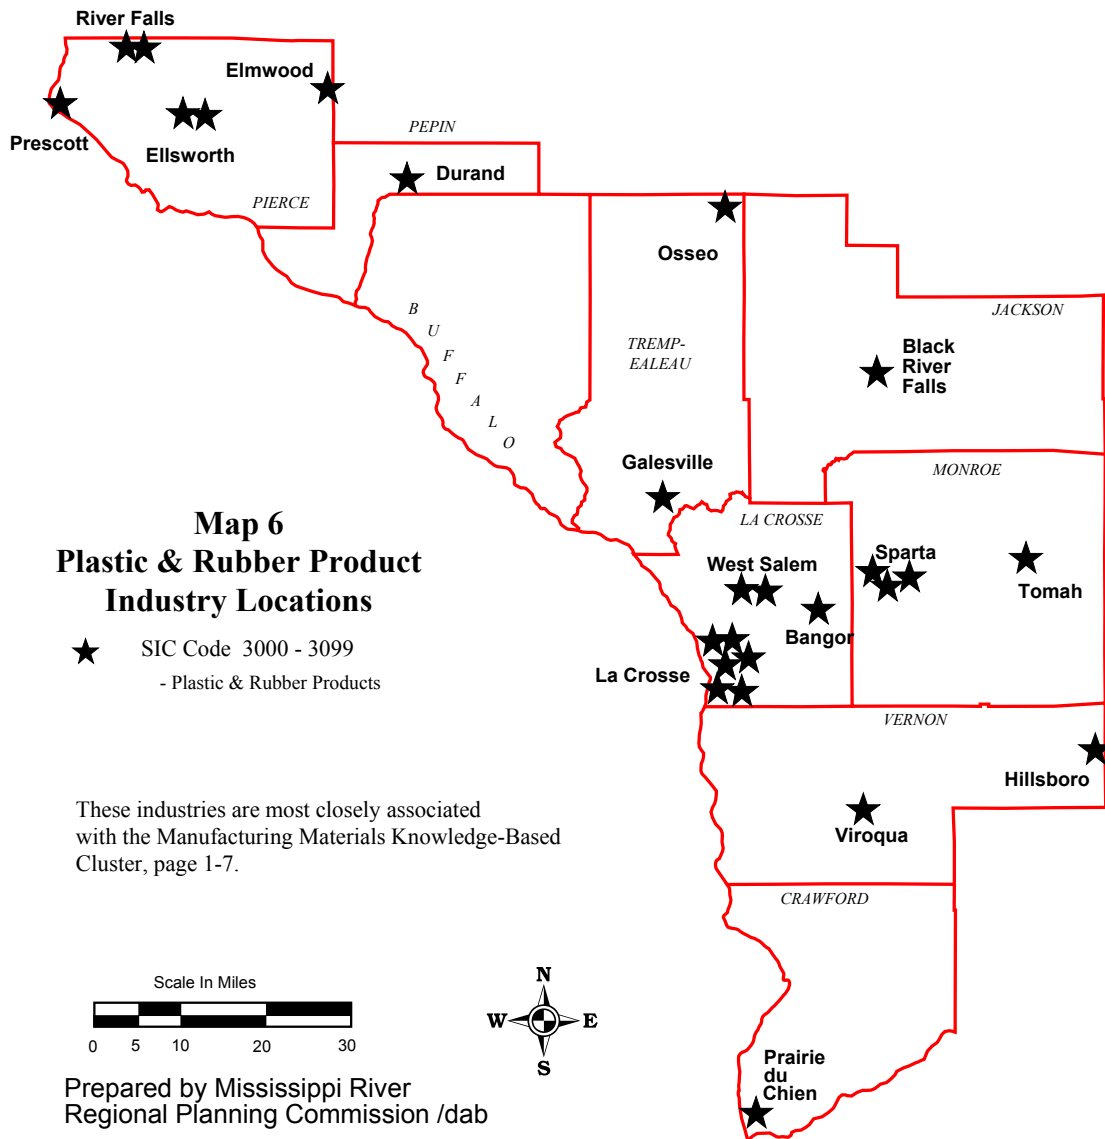 River Falls
Elmwood
Prescott
Ellsworth
PEPIN
Durand
PIERCE
Osseo
B
U
F
F
A
L
O
JACKSON
TREMP-
EALEAU
Black
River
Falls
Galesville
MONROE
LA CROSSE
Map 6
Plastic & Rubber Product
Industry Locations
SIC Code 3000 - 3099
- Plastic & Rubber Products
West Salem
Sparta
Tomah
Bangor
La Crosse
VERNON
Hillsboro
Viroqua
These industries are most closely associated
with the Manufacturing Materials Knowledge-Based
Cluster, page 1-7.
CRAWFORD
Scale In Miles
0 5 10 20 30
N
W E
S
Prairie
du
Chien
Prepared by Mississippi River
Regional Planning Commission /dab